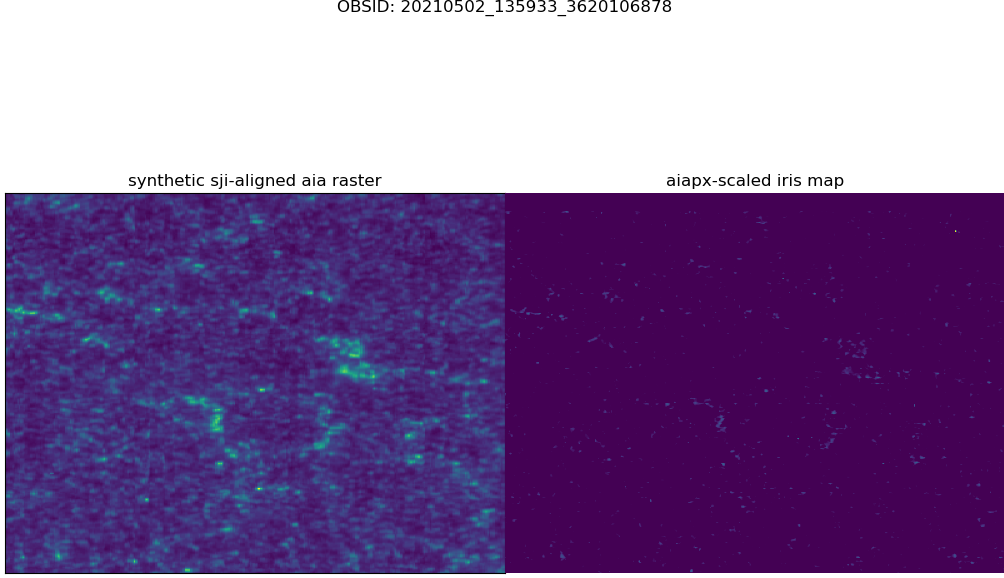 OBSID: 20210502_135933_3620106878
synthetic sji-aligned aia raster
aiapx-scaled iris map